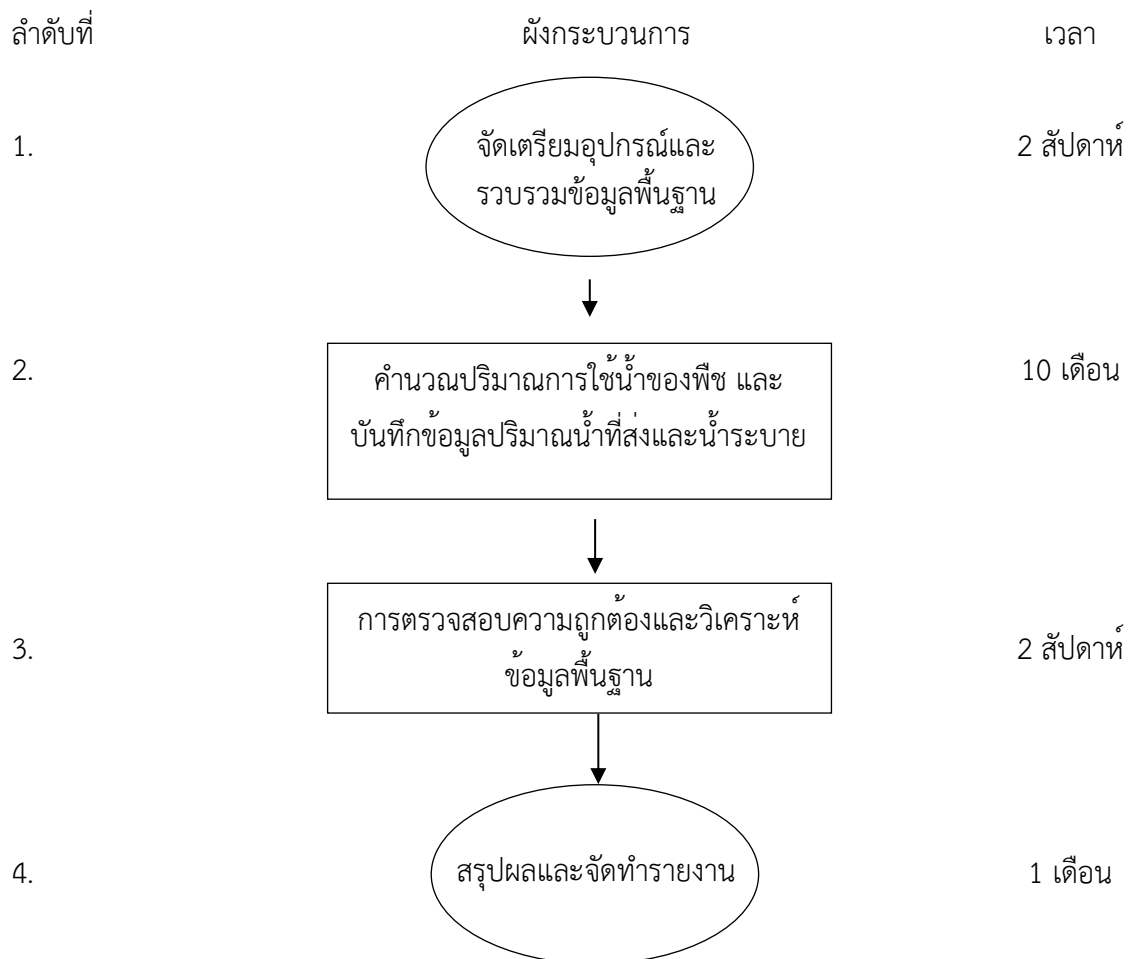 ลำดับที่ ผังกระบวนการ เวลา
1. จัดเตรียมอุปกรณ์และ 2 สัปดาห์
รวบรวมข้อมูลพื้นฐาน
2. คำนวณปริมาณการใช้น้ำของพืช และ 10 เดือน
บันทึกข้อมูลปริมาณน้ำที่ส่งและน้ำระบาย
การตรวจสอบความถูกต้องและวิเคราะห์
3. ข้อมูลพื้นฐาน 2 สัปดาห์
4. สรุปผลและจัดทำรายงาน 1 เดือน